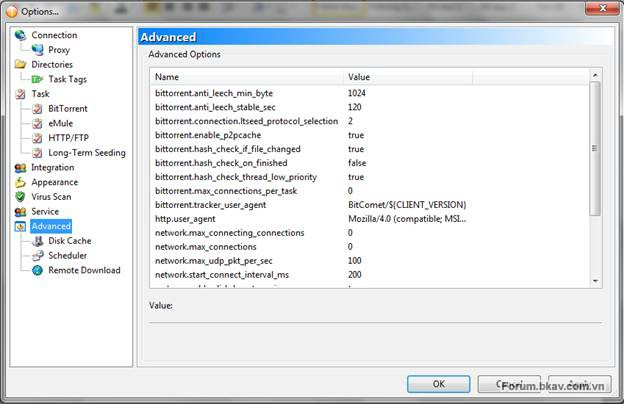 Options...
Connection
Proxy
Directories
Task Tags
Task
BitTorrent
eMule
HTTP/FTP
Long-Term Seeding
Integration
Appearance
Virus Scan
Service
Advanced
Disk Cache
Scheduler
Remote Download
Advanced
Advanced Options
Name Value
bittorrent.anti_leech_min_byte 1024
bittorrent.anti_leech_stable_sec 120
bittorrent.connection.ltseed_protocol_selection 2
bittorrent.enable_p2pcache true
bittorrent.hash_check_if_file_changed true
bittorrent.hash_check_on_finished false
bittorrent.hash_check_thread_low_priority true
bittorrent.max_connections_per_task 0
bittorrent.tracker_user_agent BitComet/${CLIENT_VERSION}
http.user_agent Mozilla/4.0 (compatible; MSI...
network.max_connecting_connections 0
network.max_connections 0
network.max_udp_pkt_per_sec 100
network.start_connect_interval_ms 200
Value:
OK Cancel Apply
Forum.bkav.com.vn